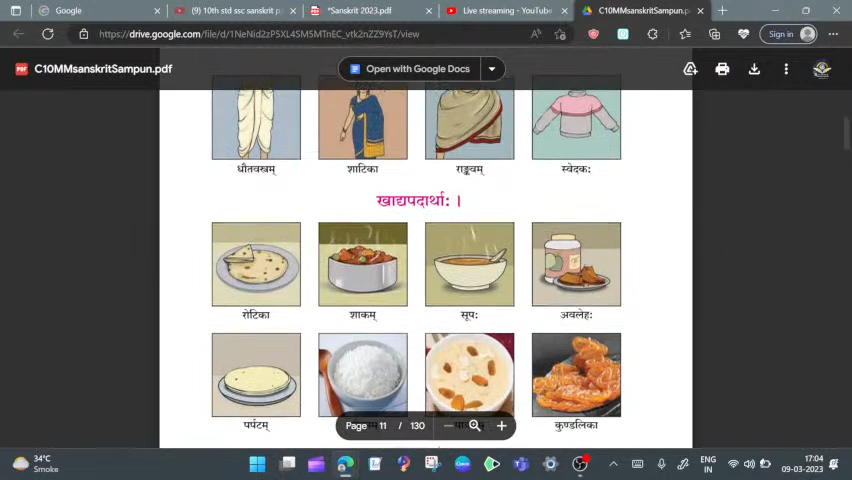 Google
(9) 10th std ssc sanskrit p
*Sanskrit 2023.pdf
Live streaming - YouTube
C10MMsanskritSampun.p
https://drive.google.com/file/d/1NeNid2zP5XL4SM5MTnEC_vtk2nZZ9YsT/view
Sign in
PDF C10MMsanskritSampun.pdf
Open with Google Docs
धौतवस्त्रम् शाटिका राङ्कवम् स्वेदकः
खाद्यपदार्थाः ।
रोटिका शाकम् सूपः अवलेहः
पर्पटम् कुण्डलिका
Page 11 / 130
34°C
Smoke
ENG
IN
17:04
09-03-2023